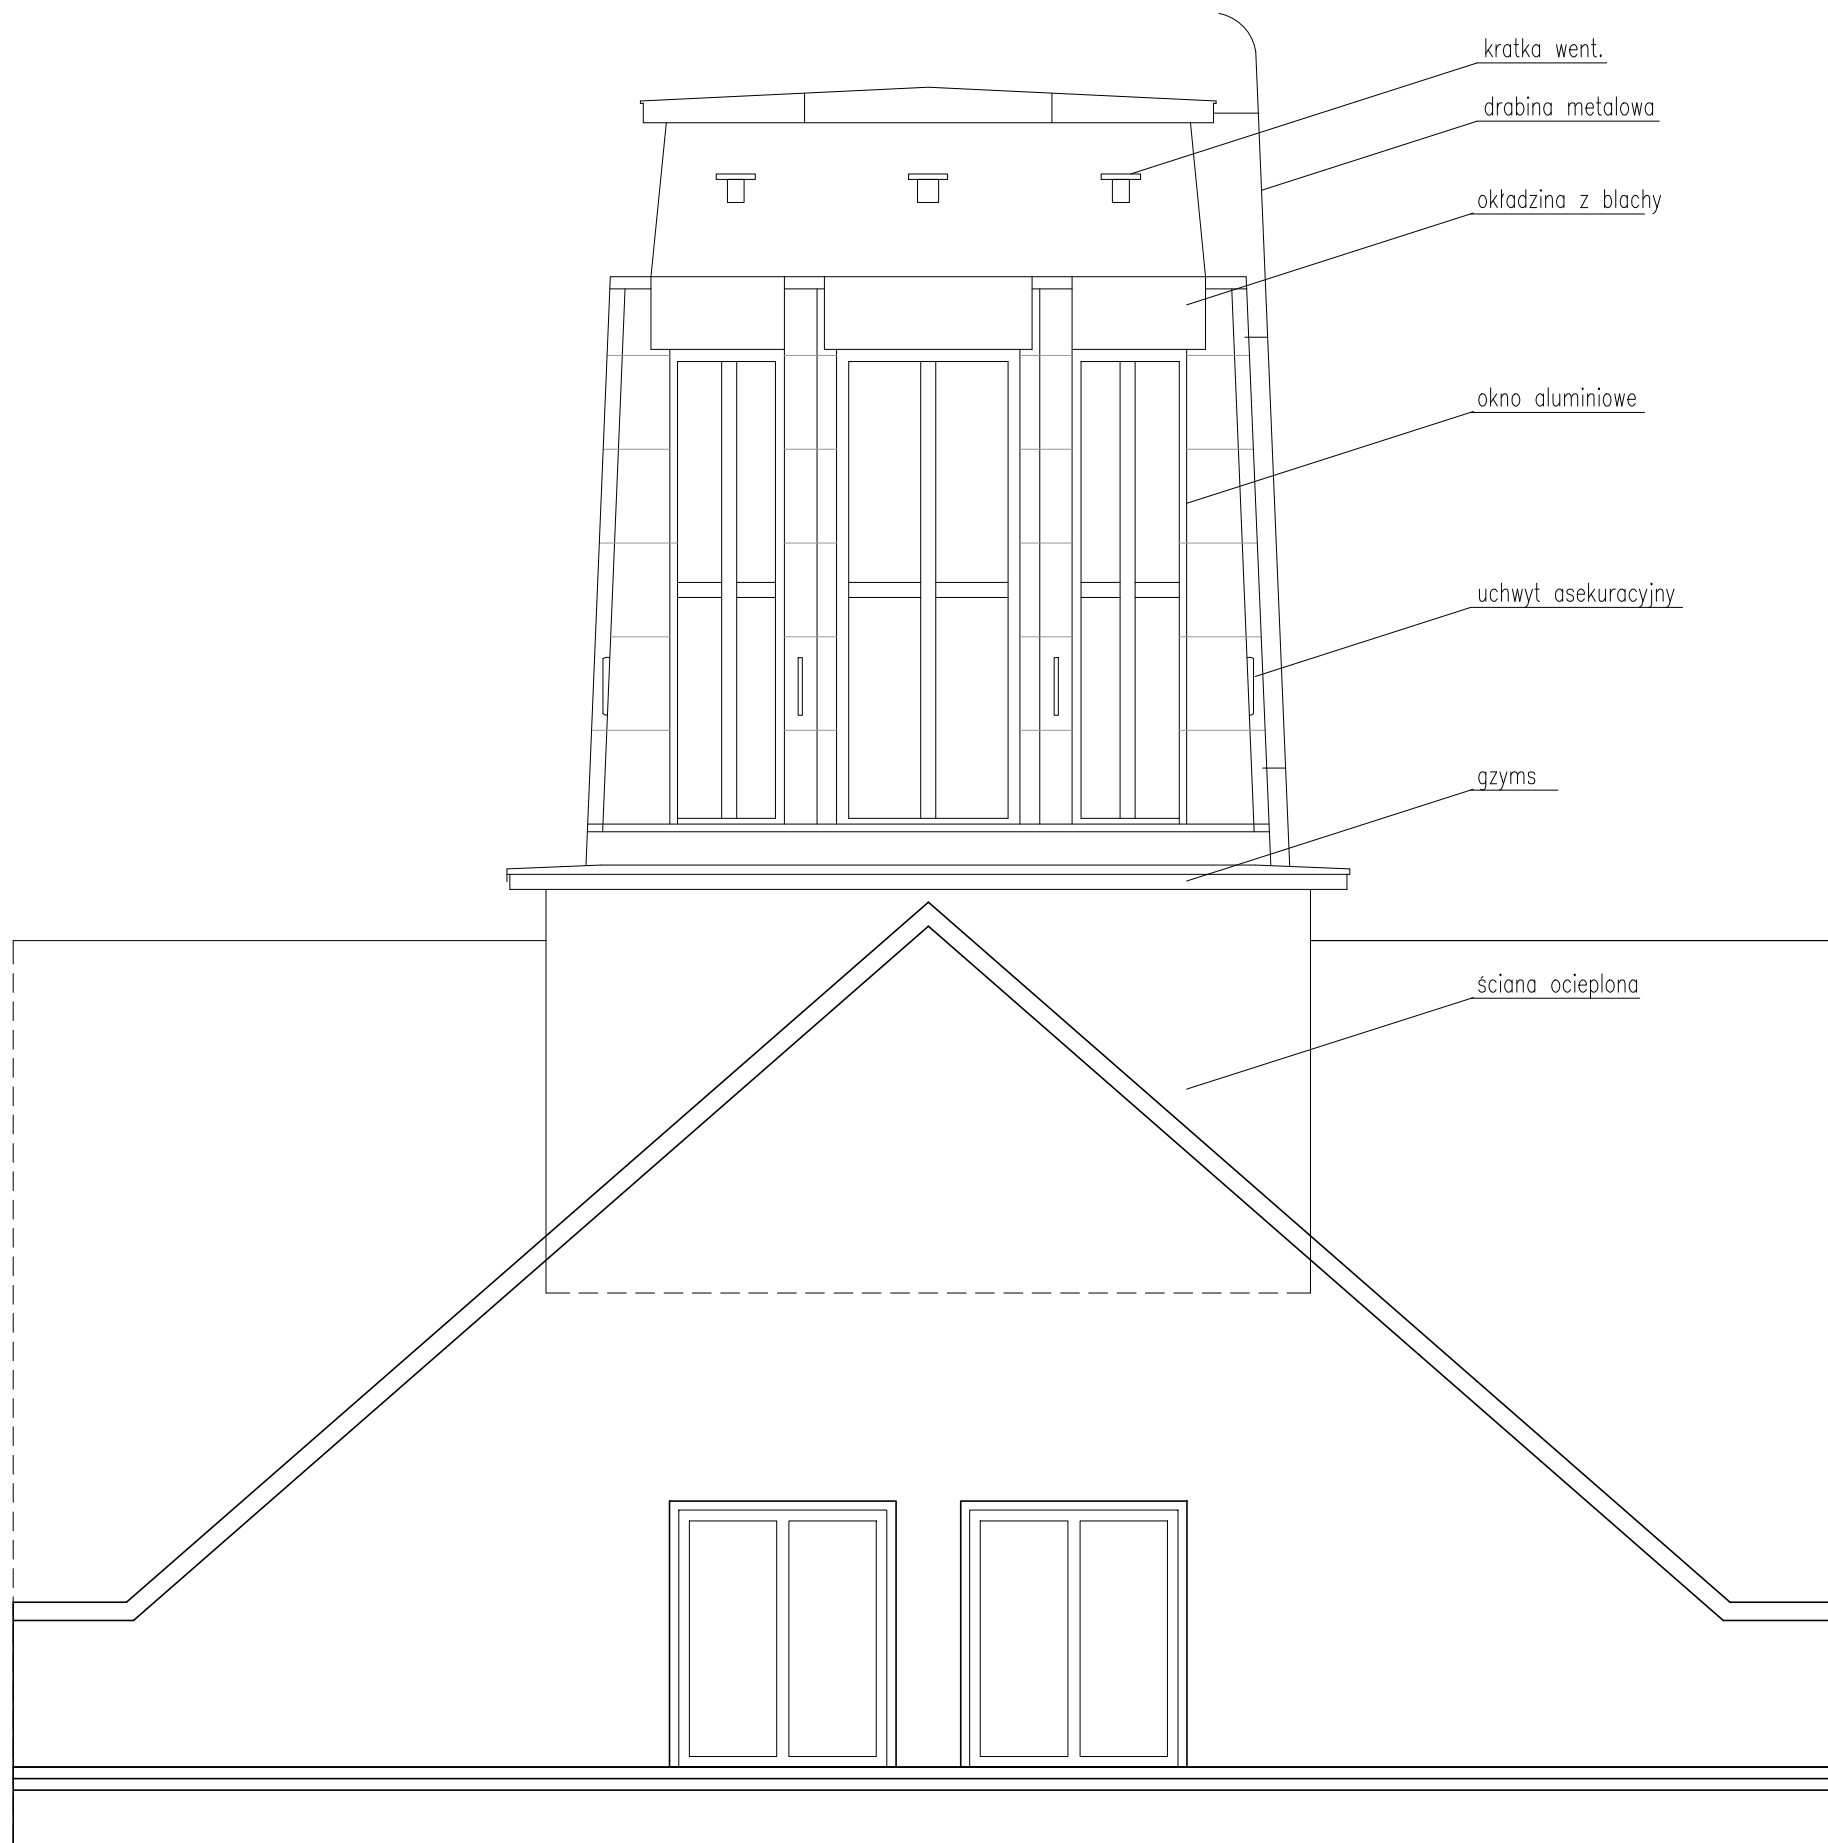 kratka went.
drabina metalowa
okładzina z blachy
okno aluminiowe
uchwyt asekuracyjny
gzyms
ściana ocieplona